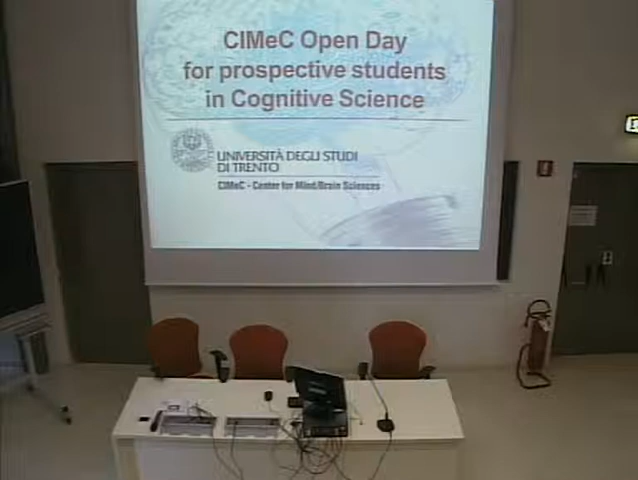 CIMeC Open Day
for prospective students
in Cognitive Science
UNIVERSITÀ DEGLI STUDI
DI TRENTO
CIMeC - Center for Mind/Brain Sciences